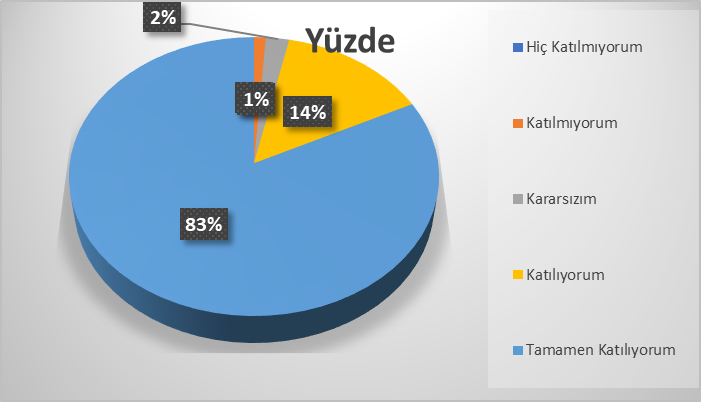 Yüzde
2%
1%
14%
83%
Hiç Katılmıyorum
Katılmıyorum
Kararsızım
Katılıyorum
Tamamen Katılıyorum